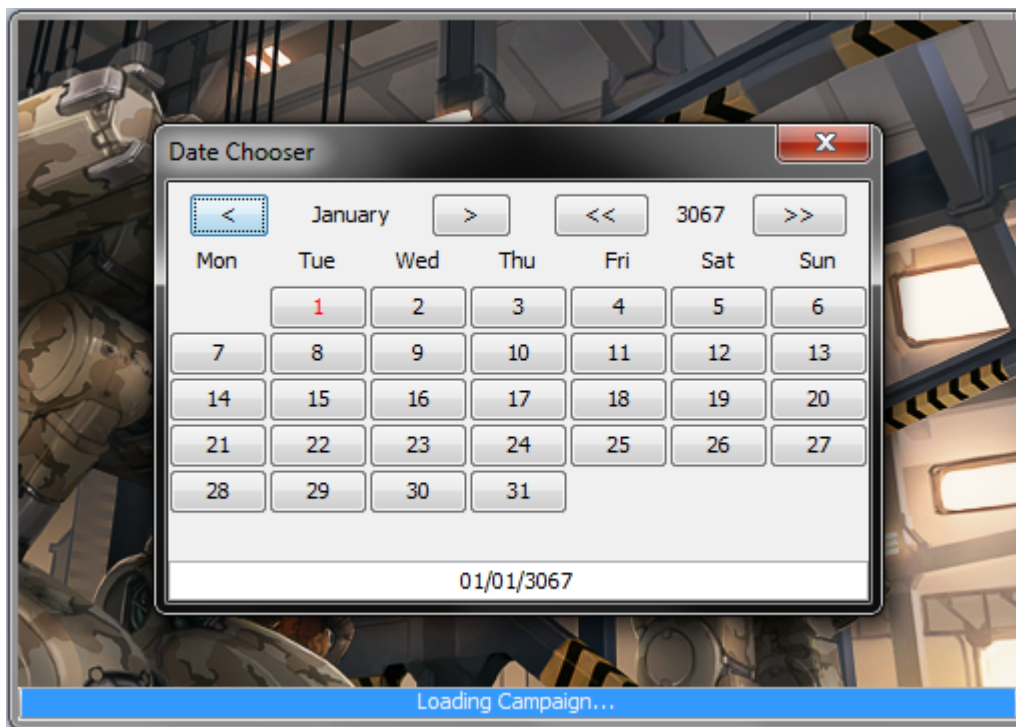 Date Chooser
X
< January > << 3067 >>
Mon Tue Wed Thu Fri Sat Sun
1 2 3 4 5 6
7 8 9 10 11 12 13
14 15 16 17 18 19 20
21 22 23 24 25 26 27
28 29 30 31
01/01/3067
Loading Campaign...